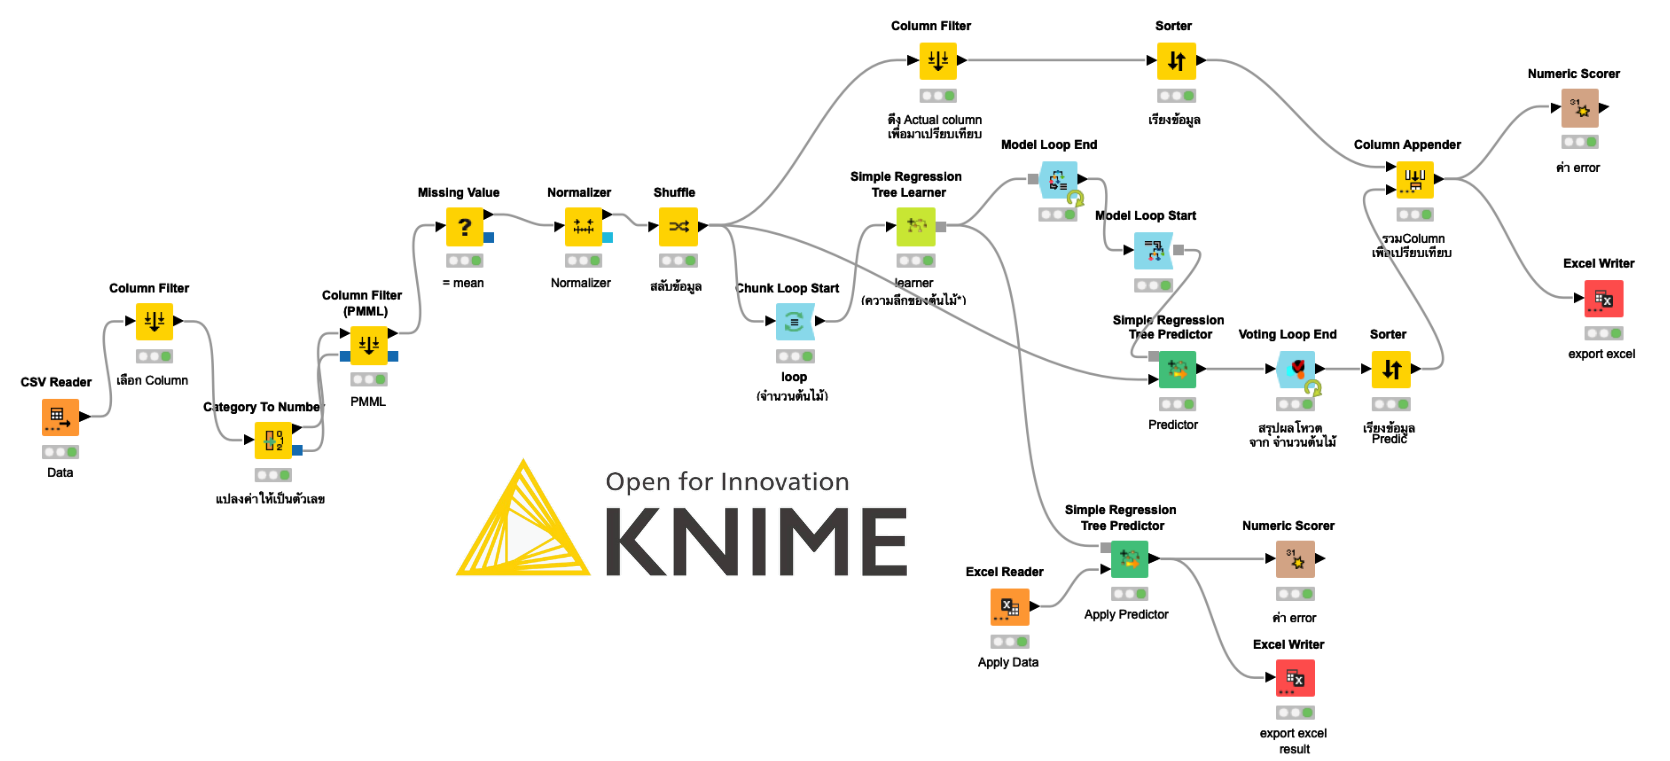 Column Filter
ดึง Actual column
เพื่อมาเปรียบเทียบ
Sorter
เรียงข้อมูล
Numeric Scorer
ค่า error
Column Appender
รวมColumn
เพื่อเปรียบเทียบ
Excel Writer
export excel
Model Loop End
Model Loop Start
Simple Regression
Tree Learner
learner
(ความลึกของต้นไม้*)
Missing Value
?
= mean
Normalizer
Normalizer
Shuffle
สลับข้อมูล
Chunk Loop Start
loop
(จำนวนต้นไม้)
Column Filter
เลือก Column
Column Filter
(PMML)
PMML
CSV Reader
Data
Category To Number
แปลงค่าให้เป็นตัวเลข
Simple Regression
Tree Predictor
Predictor
Voting Loop End
สรุปผลโหวต
จาก จำนวนต้นไม้
Sorter
เรียงข้อมูล
Predic
Open for Innovation
KNIME
Simple Regression
Tree Predictor
Apply Predictor
Excel Reader
Apply Data
Numeric Scorer
ค่า error
Excel Writer
export excel
result